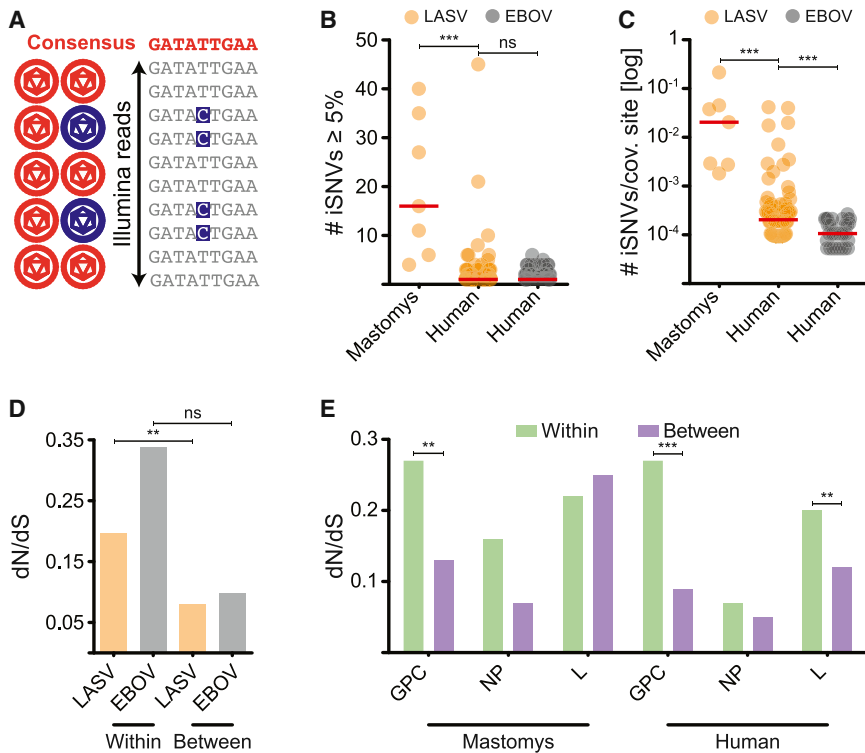 A
Consensus GATATTGAA
Illumina reads
GATATTGAA
GATATTGAA
GATACTGAA
GATACTGAA
GATATTGAA
GATATTGAA
GATACTGAA
GATACTGAA
GATATTGAA
GATATTGAA
B
LASV EBOV
*** ns
# iSNVs ≥ 5%
50
40
30
20
10
0
Mastomys Human Human
C
LASV EBOV
*** ***
# iSNVs/cov. site [log]
1
10-1
10-2
10-3
10-4
Mastomys Human Human
D
ns
**
dN/dS
0.35
0.25
0.15
0.05
LASV EBOV LASV EBOV
Within Between
E
Within Between
** *** **
dN/dS
0.3
0.2
0.1
GPC NP L GPC NP L
Mastomys Human